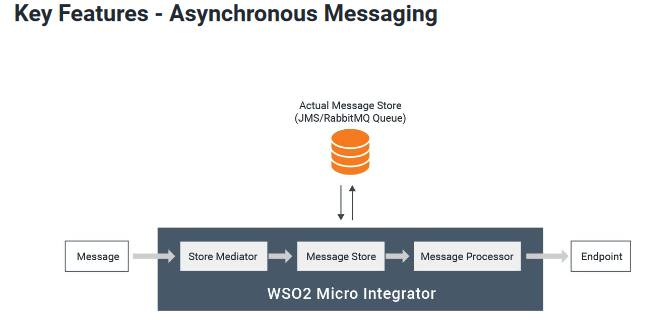 Key Features - Asynchronous Messaging
Actual Message Store
(JMS/RabbitMQ Queue)
Message
Store Mediator
Message Store
Message Processor
Endpoint
WSO2 Micro Integrator